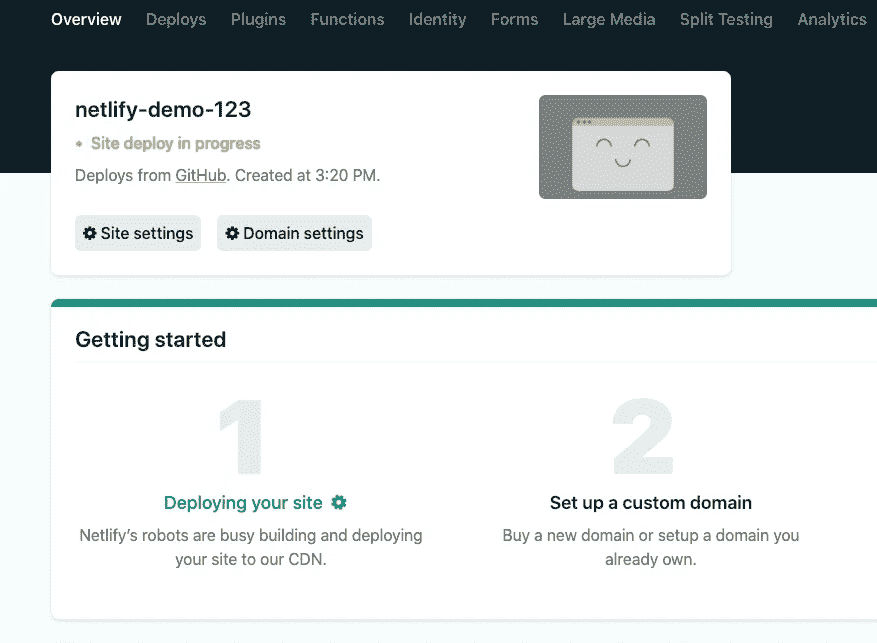 Overview Deploys Plugins Functions Identity Forms Large Media Split Testing Analytics
netlify-demo-123
Site deploy in progress
Deploys from GitHub. Created at 3:20 PM.
Site settings Domain settings
Getting started
1
Deploying your site
Netlify’s robots are busy building and deploying
your site to our CDN.
2
Set up a custom domain
Buy a new domain or setup a domain you
already own.